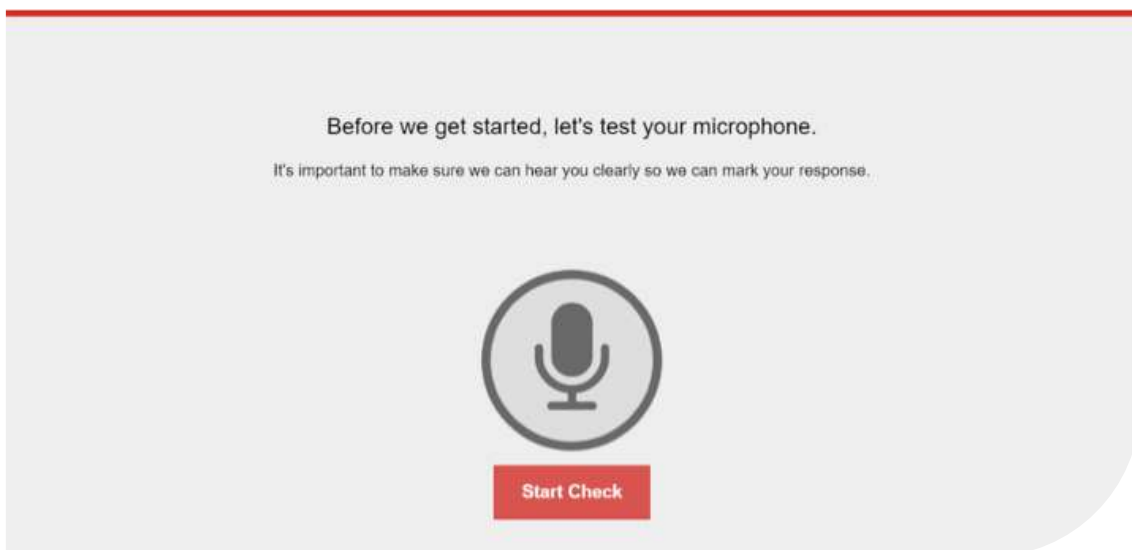 Before we get started, let's test your microphone.
It's important to make sure we can hear you clearly so we can mark your response.
Start Check